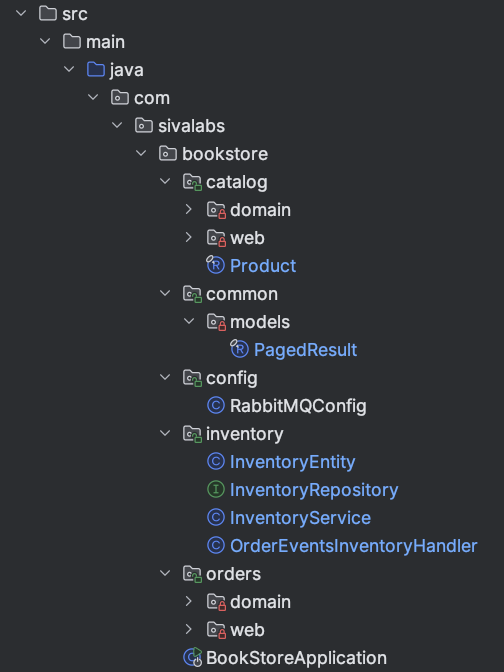 src
main
java
com
sivalabs
bookstore
catalog
domain
web
Product
common
models
PagedResult
config
RabbitMQConfig
inventory
InventoryEntity
InventoryRepository
InventoryService
OrderEventsInventoryHandler
orders
domain
web
BookStoreApplication